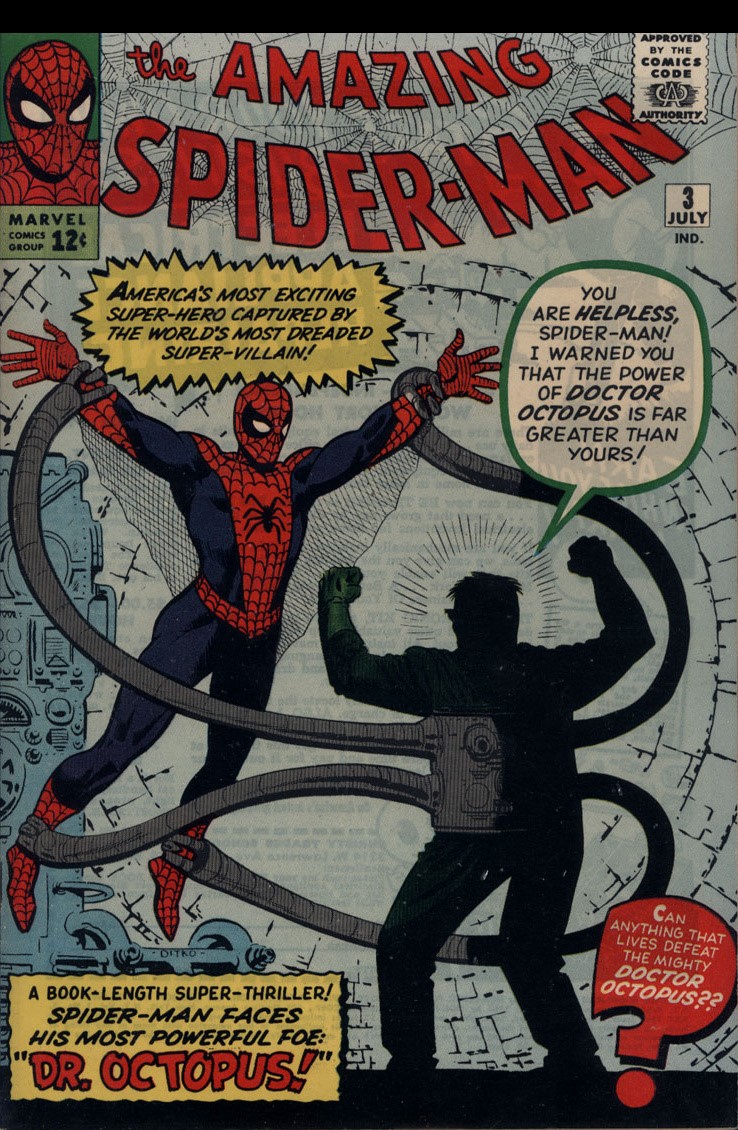 the AMAZING
SPIDER-MAN
APPROVED
BY THE
COMICS
CODE
CA
AUTHORITY
MARVEL
COMICS
GROUP 12¢
3
JULY
IND.
AMERICA'S MOST EXCITING
SUPER-HERO CAPTURED BY
THE WORLD'S MOST DREADED
SUPER-VILLAIN!
YOU
ARE HELPLESS,
SPIDER-MAN!
I WARNED YOU
THAT THE POWER
OF DOCTOR
OCTOPUS IS FAR
GREATER THAN
YOURS!
CAN
ANYTHING THAT
LIVES DEFEAT
THE MIGHTY
DOCTOR
OCTOPUS??
?
- DITKO -
A BOOK-LENGTH SUPER-THRILLER!
SPIDER-MAN FACES
HIS MOST POWERFUL FOE:
"DR. OCTOPUS!"